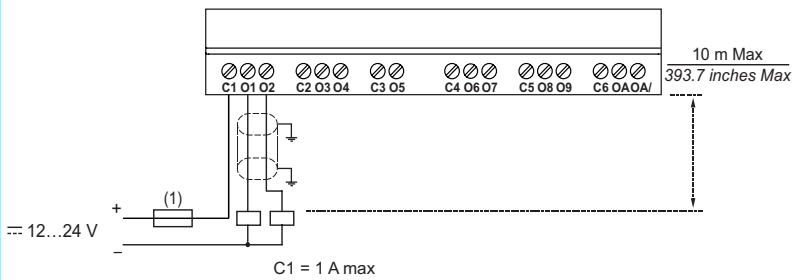 10 m Max
393.7 inches Max
C1 O1 O2 C2 O3 O4 C3 O5 C4 O6 O7 C5 O8 O9 C6 OA OA/
(1)
+
12...24 V
–
C1 = 1 A max